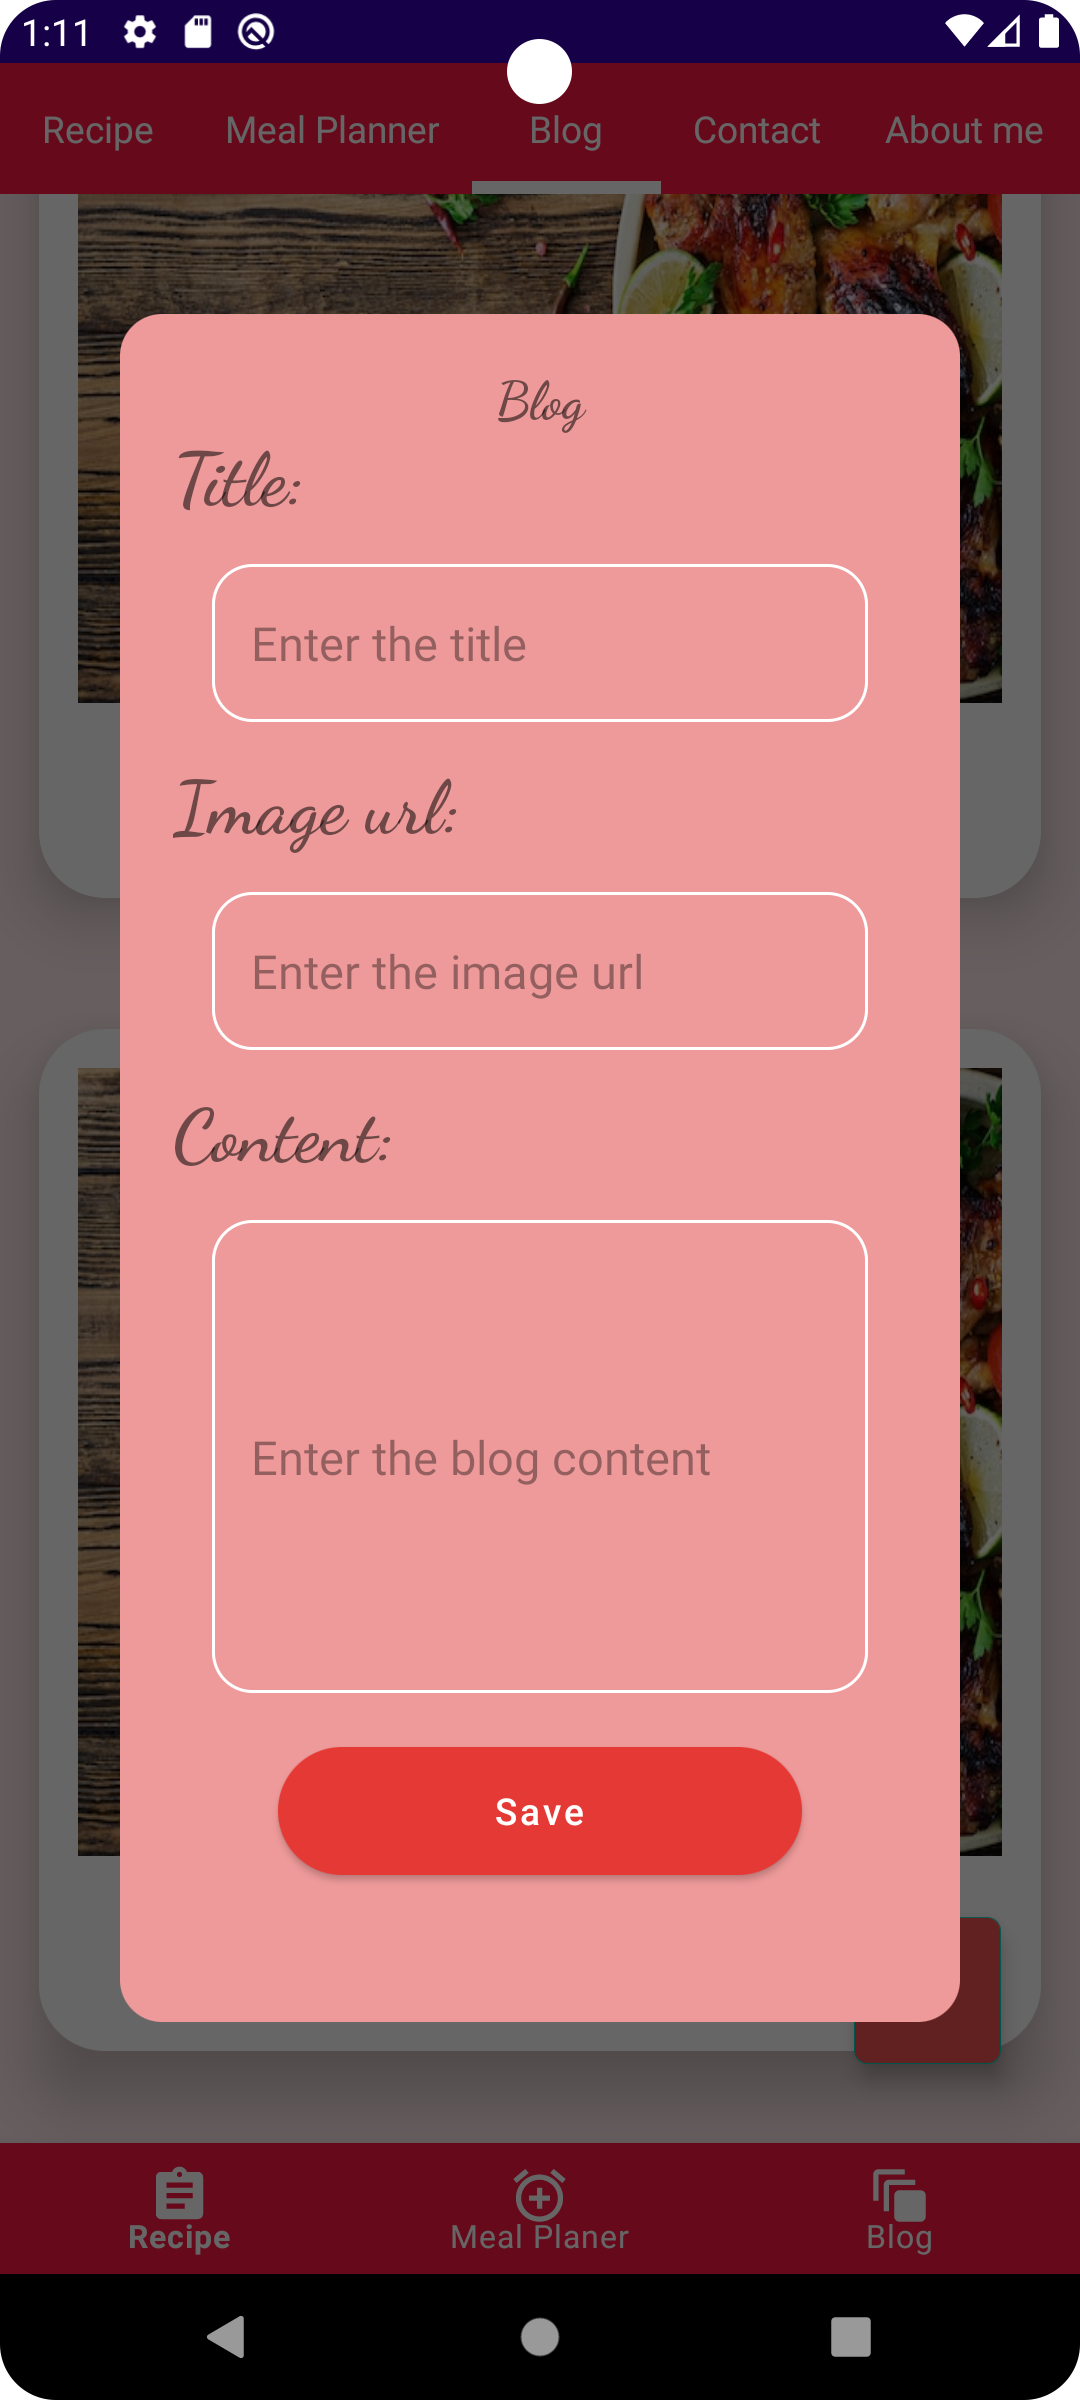 1:11
Recipe Meal Planner Blog Contact About me
Blog
Title:
Enter the title
Image url:
Enter the image url
Content:
Enter the blog content
Save
Recipe Meal Planer Blog